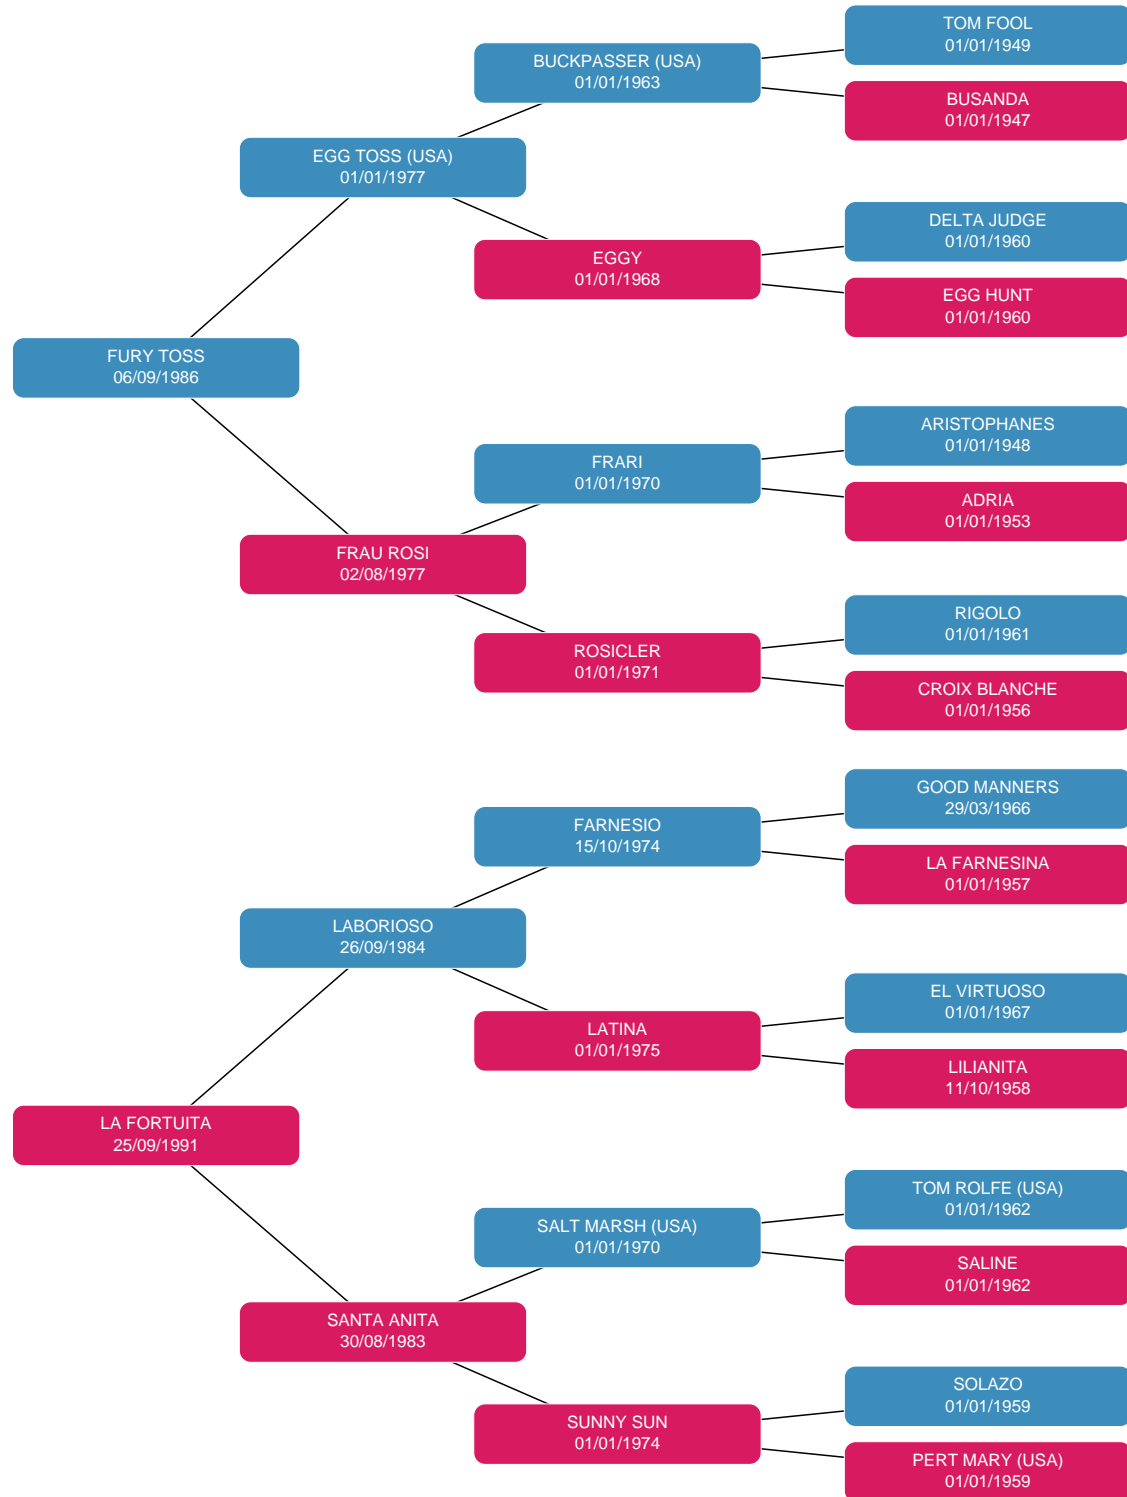 TOM FOOL
01/01/1949
BUCKPASSER (USA)
01/01/1963
BUSANDA
01/01/1947
EGG TOSS (USA)
01/01/1977
DELTA JUDGE
01/01/1960
EGGY
01/01/1968
EGG HUNT
01/01/1960
FURY TOSS
06/09/1986
ARISTOPHANES
01/01/1948
FRARI
01/01/1970
ADRIA
01/01/1953
FRAU ROSI
02/08/1977
RIGOLO
01/01/1961
ROSICLER
01/01/1971
CROIX BLANCHE
01/01/1956
GOOD MANNERS
29/03/1966
FARNESIO
15/10/1974
LA FARNESINA
01/01/1957
LABORIOSO
26/09/1984
EL VIRTUOSO
01/01/1967
LATINA
01/01/1975
LILIANITA
11/10/1958
LA FORTUITA
25/09/1991
TOM ROLFE (USA)
01/01/1962
SALT MARSH (USA)
01/01/1970
SALINE
01/01/1962
SANTA ANITA
30/08/1983
SOLAZO
01/01/1959
SUNNY SUN
01/01/1974
PERT MARY (USA)
01/01/1959